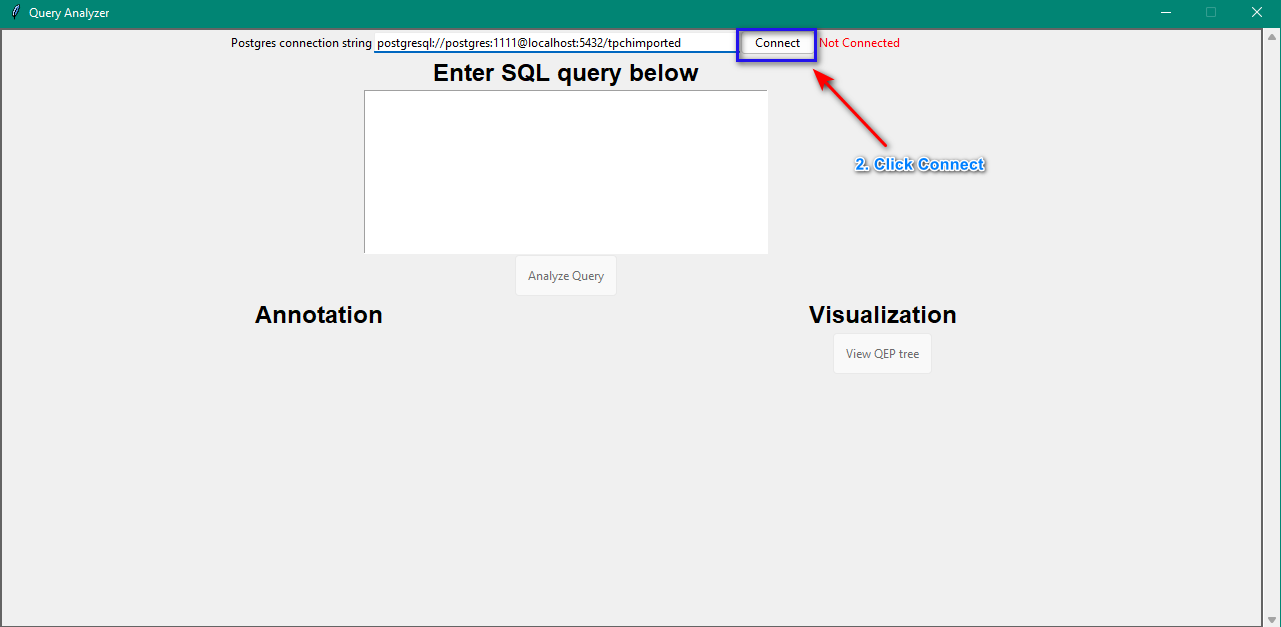 Query Analyzer
Postgres connection string postgresql://postgres:1111@localhost:5432/tpchimported Connect Not Connected
Enter SQL query below
2. Click Connect
Analyze Query
Annotation Visualization
View QEP tree